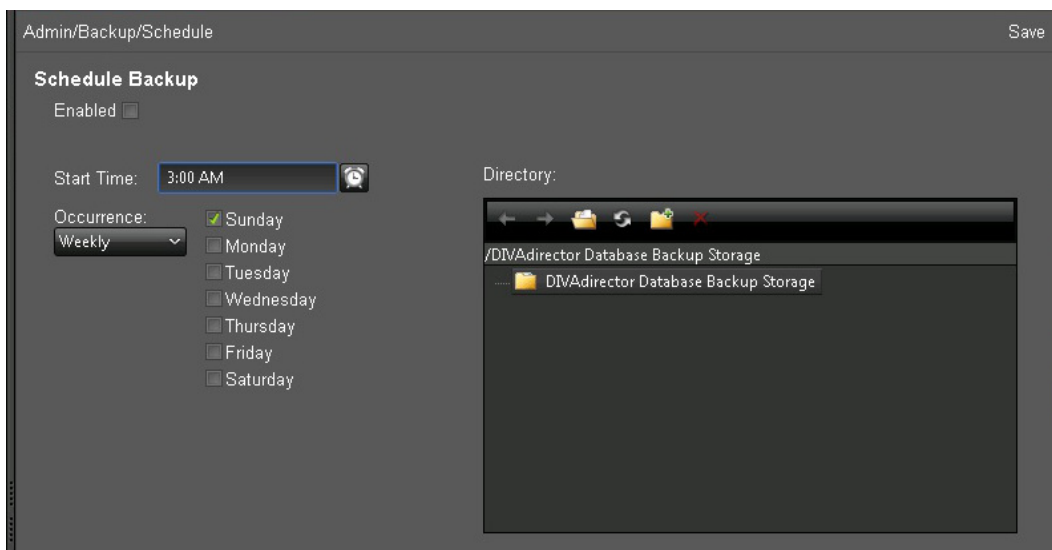 Admin/Backup/Schedule
Save
Schedule Backup
Enabled
Start Time:
3:00 AM
Occurrence:
Weekly
Sunday
Monday
Tuesday
Wednesday
Thursday
Friday
Saturday
Directory:
/DIVAdirector Database Backup Storage
DIVAdirector Database Backup Storage